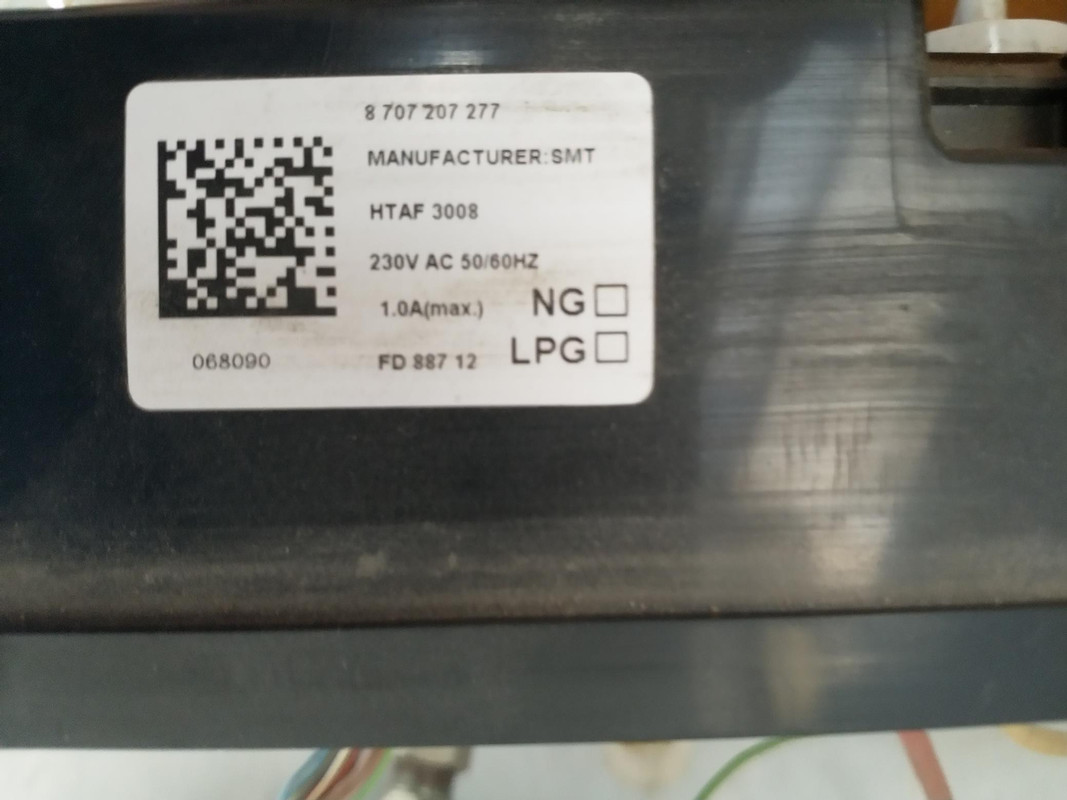 8 707 207 277
MANUFACTURER:SMT
HTAF 3008
230V AC 50/60HZ
1.0A(max.)
NG
LPG
FD 887 12
068090